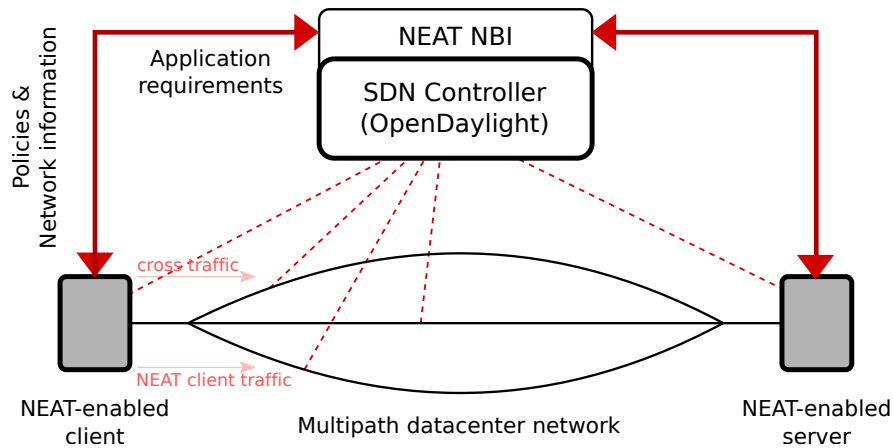 NEAT NBI
Application
requirements
SDN Controller
(OpenDaylight)
Policies &
Network information
cross traffic
NEAT client traffic
NEAT-enabled
client
Multipath datacenter network
NEAT-enabled
server